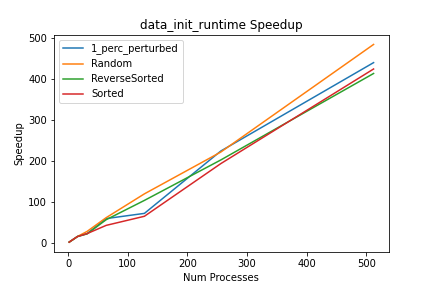 data_init_runtime Speedup
500
400
300
200
100
0
Speedup
1_perc_perturbed
Random
ReverseSorted
Sorted
0 100 200 300 400 500
Num Processes